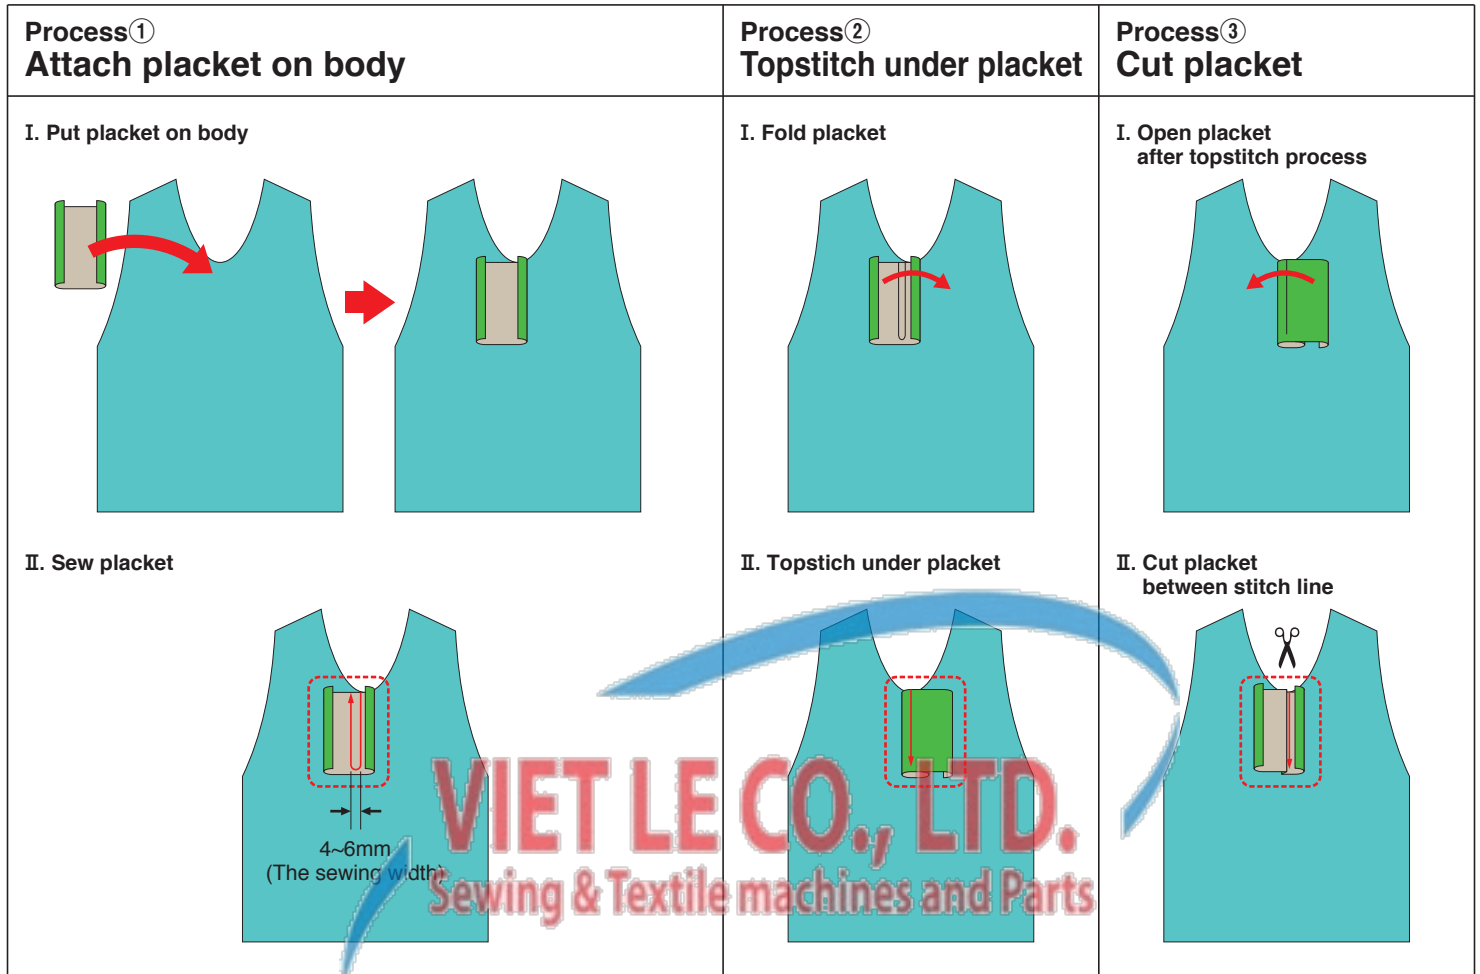 Process①
Attach placket on body
I. Put placket on body
II. Sew placket
4~6mm
(The sewing width)
Process②
Topstitch under placket
I. Fold placket
II. Topstich under placket
Process③
Cut placket
I. Open placket
after topstitch process
II. Cut placket
between stitch line
VIET LE CO., LTD.
Sewing & Textile machines and Parts